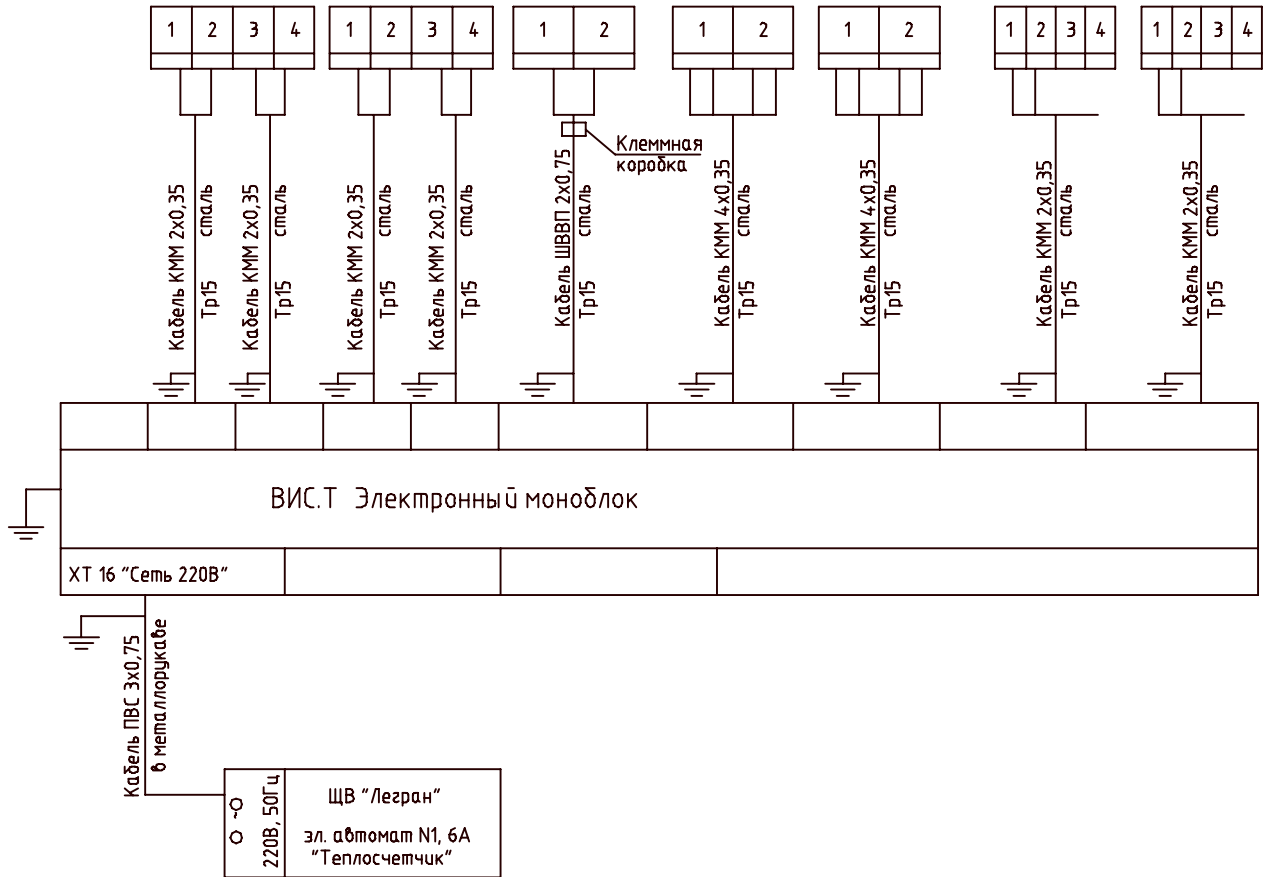 1 2 3 4
1 2 3 4
1 2
1 2
1 2
1 2 3 4
1 2 3 4
Клеммная
коробка
Кабель КММ 2х0,35
Тр15 сталь
Кабель КММ 2х0,35
Тр15 сталь
Кабель КММ 2х0,35
Тр15 сталь
Кабель КММ 2х0,35
Тр15 сталь
Кабель ШВВП 2х0,75
Тр15 сталь
Кабель КММ 4х0,35
Тр15 сталь
Кабель КММ 4х0,35
Тр15 сталь
Кабель КММ 2х0,35
Тр15 сталь
Кабель КММ 2х0,35
Тр15 сталь
ВИС.Т Электронный моноблок
ХТ 16 "Сеть 220В"
Кабель ПВС 3х0,75
в металлорукаве
~
220В, 50Гц
ЩВ "Легран"
эл. автомат N1, 6А
"Теплосчетчик"